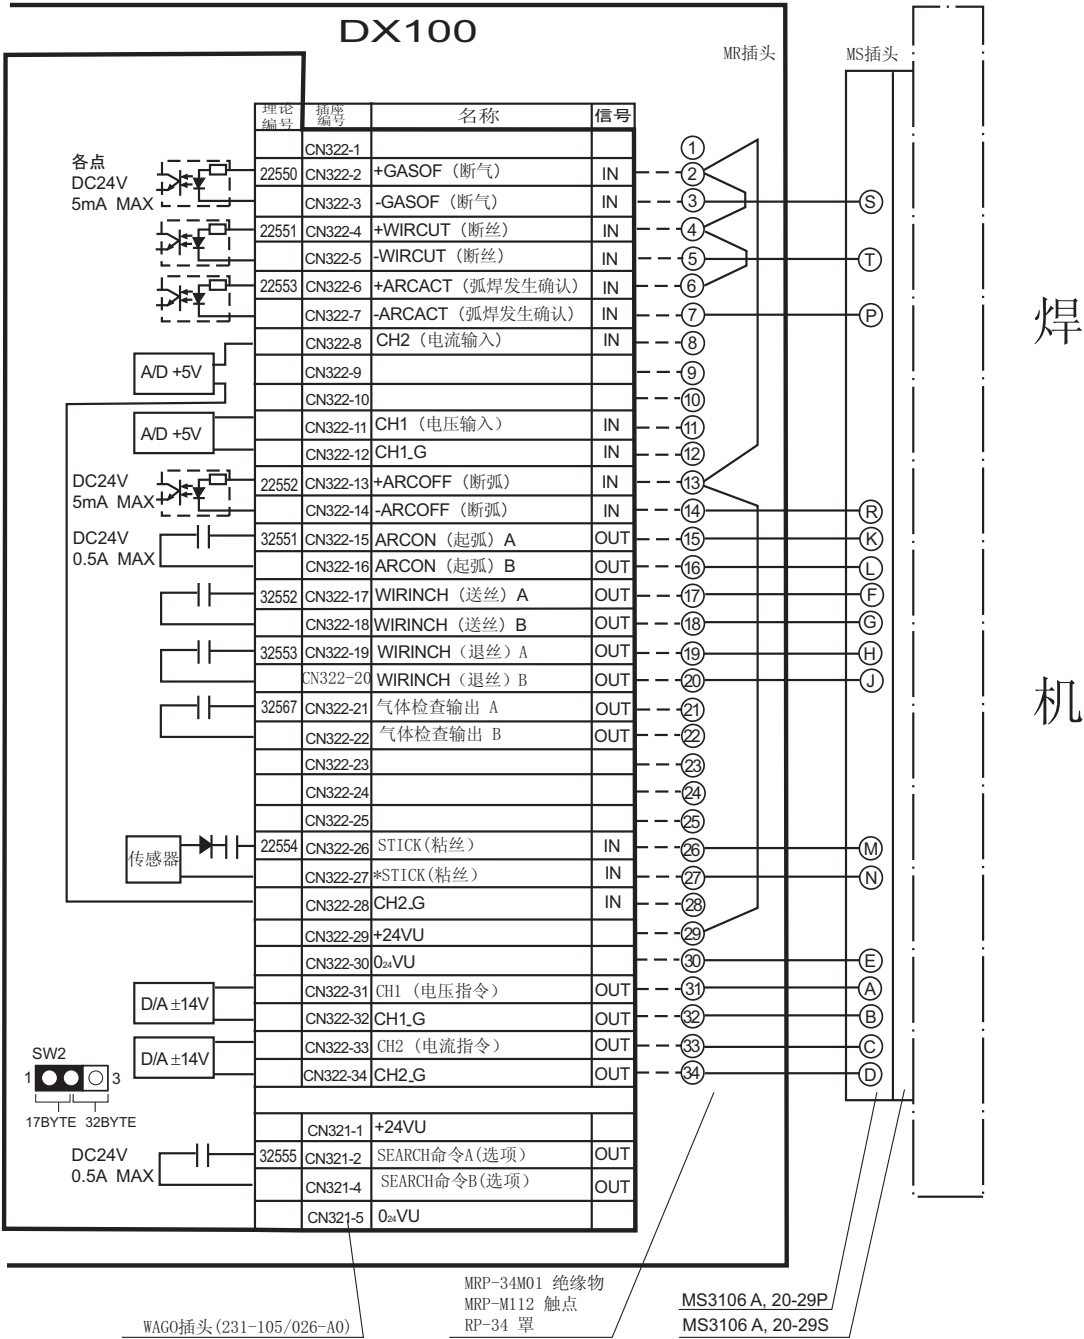 DX100
MR插头
MS插头
理论编号 插座编号 名称 信号
CN322-1 ①
各点
DC24V
5mA MAX
22550 CN322-2 +GASOF（断气） IN ②
CN322-3 -GASOF（断气） IN ③ S
22551 CN322-4 +WIRCUT（断丝） IN ④
CN322-5 -WIRCUT（断丝） IN ⑤ T
22553 CN322-6 +ARCACT（弧焊发生确认） IN ⑥
CN322-7 -ARCACT（弧焊发生确认） IN ⑦ P
焊
CN322-8 CH2（电流输入） IN ⑧
A/D +5V
CN322-9 ⑨
CN322-10 ⑩
A/D +5V
CN322-11 CH1（电压输入） IN ⑪
CN322-12 CH1_G IN ⑫
DC24V
5mA MAX
22552 CN322-13 +ARCOFF（断弧） IN ⑬
CN322-14 -ARCOFF（断弧） IN ⑭ R
DC24V
0.5A MAX
32551 CN322-15 ARCON（起弧）A OUT ⑮ K
CN322-16 ARCON（起弧）B OUT ⑯ L
32552 CN322-17 WIRINCH（送丝）A OUT ⑰ F
CN322-18 WIRINCH（送丝）B OUT ⑱ G
32553 CN322-19 WIRINCH（退丝）A OUT ⑲ H
CN322-20 WIRINCH（退丝）B OUT ⑳ J
机
32567 CN322-21 气体检查输出 A OUT ㉑
CN322-22 气体检查输出 B OUT ㉒
CN322-23 ㉓
CN322-24 ㉔
CN322-25 ㉕
传感器
22554 CN322-26 STICK(粘丝） IN ㉖ M
CN322-27 *STICK(粘丝） IN ㉗ N
CN322-28 CH2_G IN ㉘
CN322-29 +24VU ㉙
CN322-30 0₂₄VU ㉚ E
D/A ±14V
CN322-31 CH1（电压指令） OUT ㉛ A
CN322-32 CH1_G OUT ㉜ B
D/A ±14V
CN322-33 CH2（电流指令） OUT ㉝ C
CN322-34 CH2_G OUT ㉞ D
SW2
1 3
17BYTE 32BYTE
CN321-1 +24VU
DC24V
0.5A MAX
32555 CN321-2 SEARCH命令A(选项） OUT
CN321-4 SEARCH命令B(选项） OUT
CN321-5 0₂₄VU
WAGO插头(231-105/026-A0)
MRP-34M01 绝缘物
MRP-M112 触点
RP-34 罩
MS3106 A, 20-29P
MS3106 A, 20-29S